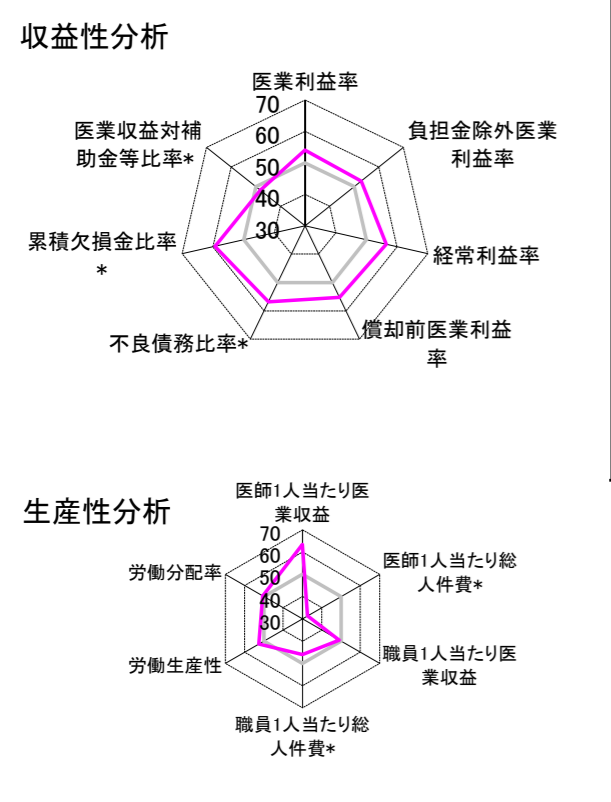 収益性分析
医業利益率
70
60
50
40
30
負担金除外医業
利益率
経常利益率
償却前医業利益
率
不良債務比率*
累積欠損金比率
*
医業収益対補
助金等比率*
生産性分析
医師1人当たり医
業収益
70
60
50
40
30
医師1人当たり総
人件費*
職員1人当たり医
業収益
職員1人当たり総
人件費*
労働生産性
労働分配率